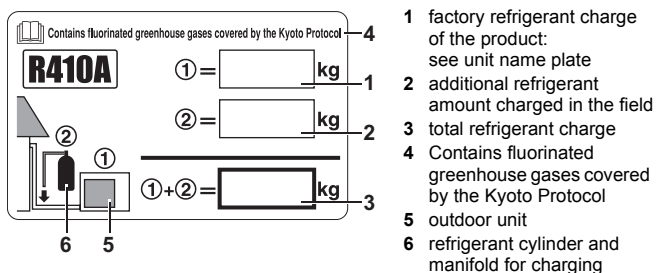 Contains fluorinated greenhouse gases covered by the Kyoto Protocol
4
R410A
①=
kg
1
②=
kg
2
②
①
①+②=
kg
3
6
5
1 factory refrigerant charge
of the product:
see unit name plate
2 additional refrigerant
amount charged in the field
3 total refrigerant charge
4 Contains fluorinated
greenhouse gases covered
by the Kyoto Protocol
5 outdoor unit
6 refrigerant cylinder and
manifold for charging